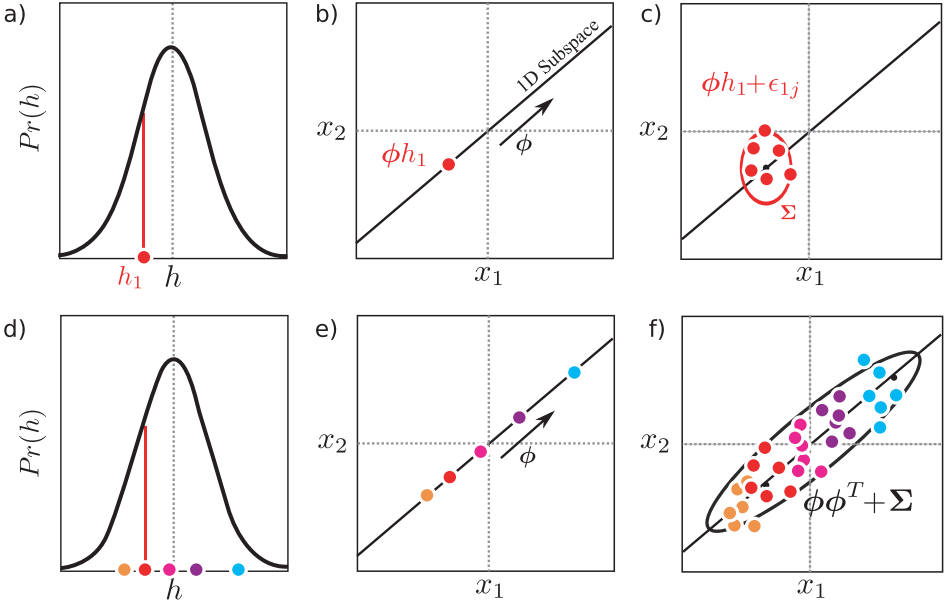 a)
b)
c)
Pr(h)
h₁
h
1D Subspace
x₂
ϕ
ϕh₁
x₁
ϕh₁+ϵ₁ⱼ
x₂
Σ
x₁
d)
e)
f)
Pr(h)
h
x₂
ϕ
x₁
x₂
ϕϕᵀ+Σ
x₁